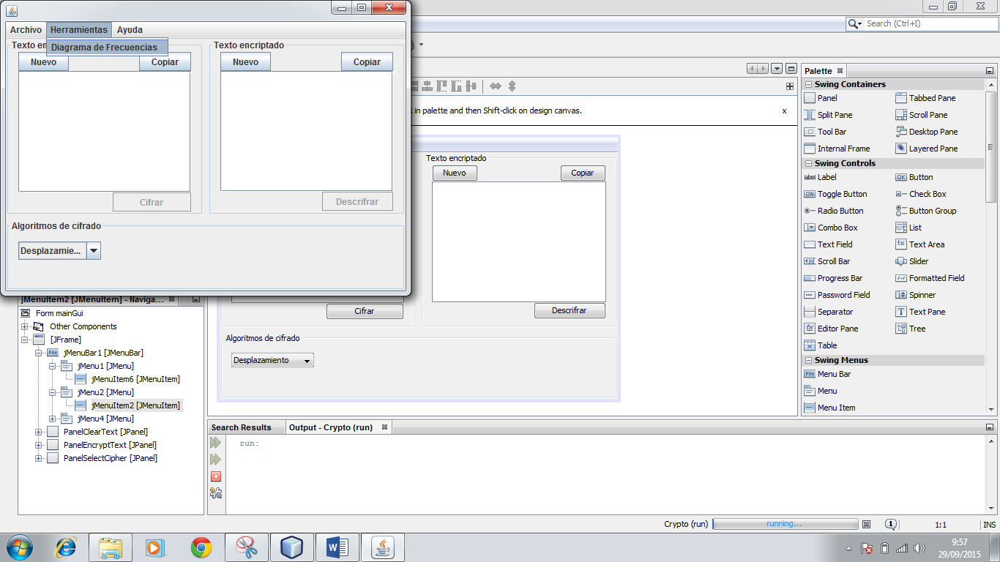 Archivo Herramientas Ayuda
Diagrama de Frecuencias
Texto en
Nuevo Copiar
Cifrar
Texto encriptado
Nuevo Copiar
Descrifrar
Algoritmos de cifrado
Desplazamie...
Search (Ctrl+I)
in palette and then Shift-click on design canvas. x
Texto encriptado
Nuevo Copiar
Cifrar
Descrifrar
Algoritmos de cifrado
Desplazamiento
Palette
Swing Containers
Panel Tabbed Pane
Split Pane Scroll Pane
Tool Bar Desktop Pane
Internal Frame Layered Pane
Swing Controls
label Label OK Button
ON Toggle Button Check Box
Radio Button Button Group
Combo Box List
Text Field Text Area
Scroll Bar Slider
Progress Bar Formatted Field
Password Field Spinner
Separator Text Pane
Editor Pane Tree
Table
Swing Menus
File Menu Bar
Menu
Menu Item
jMenuItem2 [JMenuItem] - Naviga...
Form mainGui
Other Components
[JFrame]
File jMenuBar1 [JMenuBar]
jMenu1 [JMenu]
jMenuItem6 [JMenuItem]
jMenu2 [JMenu]
jMenuItem2 [JMenuItem]
jMenu4 [JMenu]
PanelClearText [JPanel]
PanelEncryptText [JPanel]
PanelSelectCipher [JPanel]
Search Results Output - Crypto (run)
run:
Crypto (run) running... 1 1:1 INS
9:57
29/09/2015